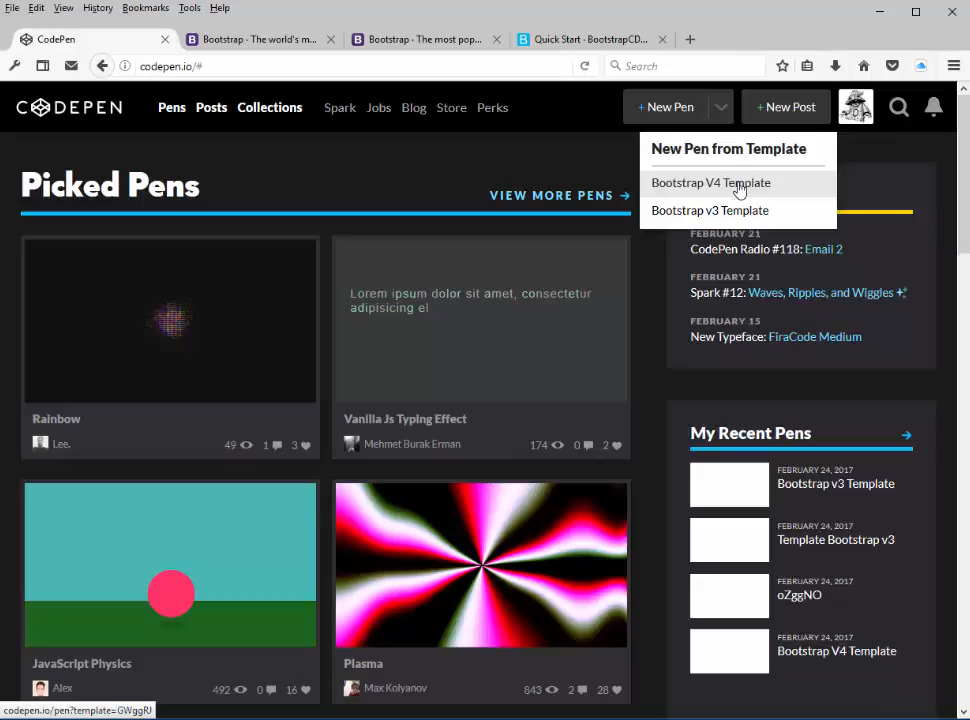 File Edit View History Bookmarks Tools Help
CodePen
Bootstrap · The world's m...
Bootstrap · The most pop...
Quick Start · BootstrapCD...
codepen.io/#
Search
CODEPEN
Pens Posts Collections Spark Jobs Blog Store Perks
+ New Pen
+ New Post
New Pen from Template
Bootstrap V4 Template
Bootstrap v3 Template
Picked Pens
VIEW MORE PENS →
FEBRUARY 21
CodePen Radio #118: Email 2
FEBRUARY 21
Spark #12: Waves, Ripples, and Wiggles
FEBRUARY 15
New Typeface: FiraCode Medium
Lorem ipsum dolor sit amet, consectetur
adipisicing el
Rainbow
Lee.
49 1 3
Vanilla Js Typing Effect
Mehmet Burak Erman
174 0 2
My Recent Pens →
FEBRUARY 24, 2017
Bootstrap v3 Template
FEBRUARY 24, 2017
Template Bootstrap v3
FEBRUARY 24, 2017
oZggNO
FEBRUARY 24, 2017
Bootstrap V4 Template
JavaScript Physics
Alex
492 0 16
Plasma
Max Kolyanov
843 2 28
codepen.io/pen?template=GWggRJ